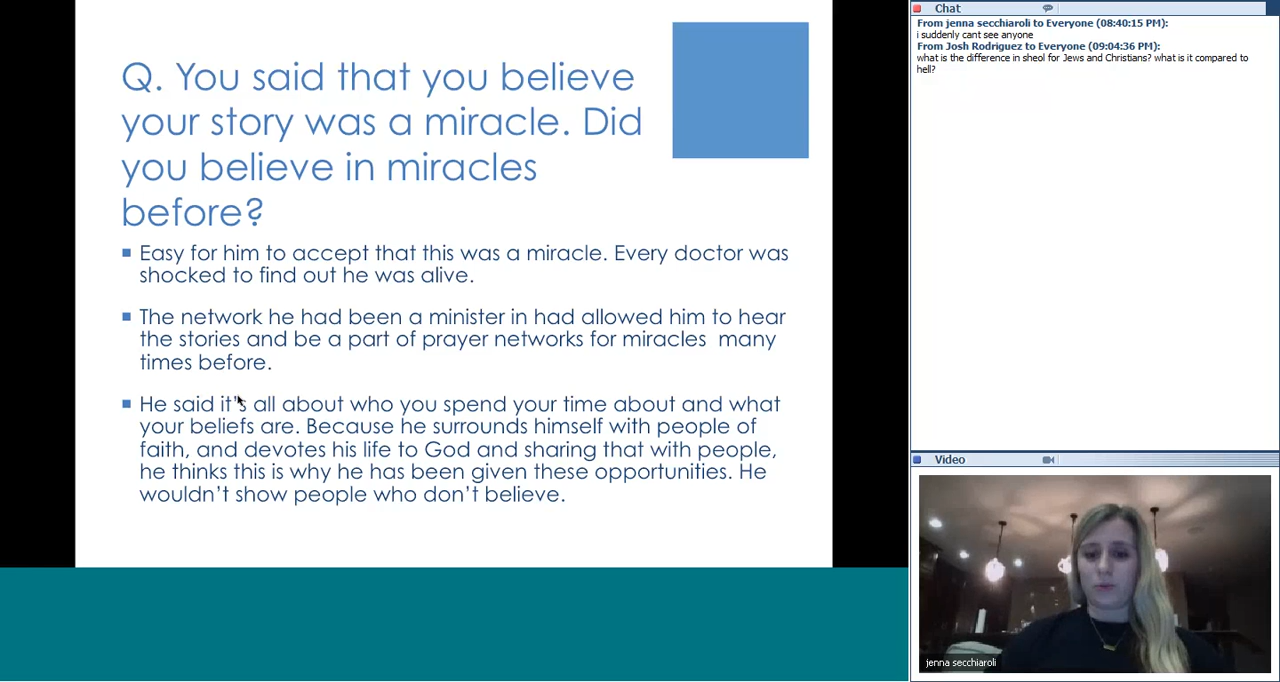 Q. You said that you believe
your story was a miracle. Did
you believe in miracles
before?
Easy for him to accept that this was a miracle. Every doctor was
shocked to find out he was alive.
The network he had been a minister in had allowed him to hear
the stories and be a part of prayer networks for miracles  many
times before.
He said it's all about who you spend your time about and what
your beliefs are. Because he surrounds himself with people of
faith, and devotes his life to God and sharing that with people,
he thinks this is why he has been given these opportunities. He
wouldn't show people who don't believe.
Chat
From jenna secchiaroli to Everyone (08:40:15 PM):
i suddenly cant see anyone
From Josh Rodriguez to Everyone (09:04:36 PM):
what is the difference in sheol for Jews and Christians? what is it compared to
hell?
Video
jenna secchiaroli